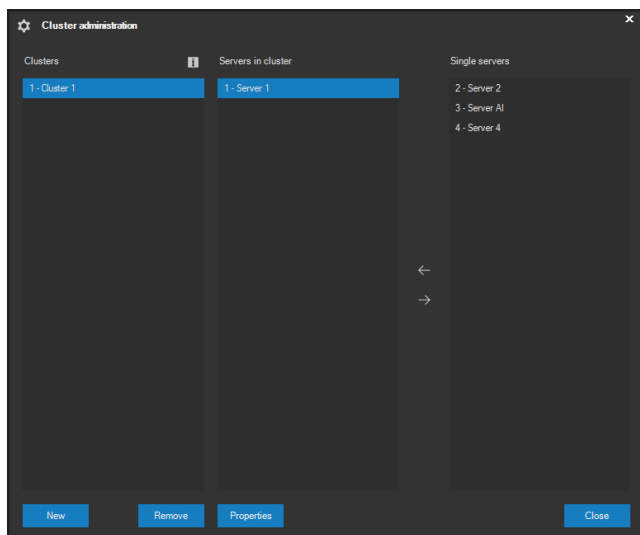 Cluster administration
Clusters
Servers in cluster
Single servers
1 - Cluster 1
1 - Server 1
2 - Server 2
3 - Server AI
4 - Server 4
New
Remove
Properties
Close